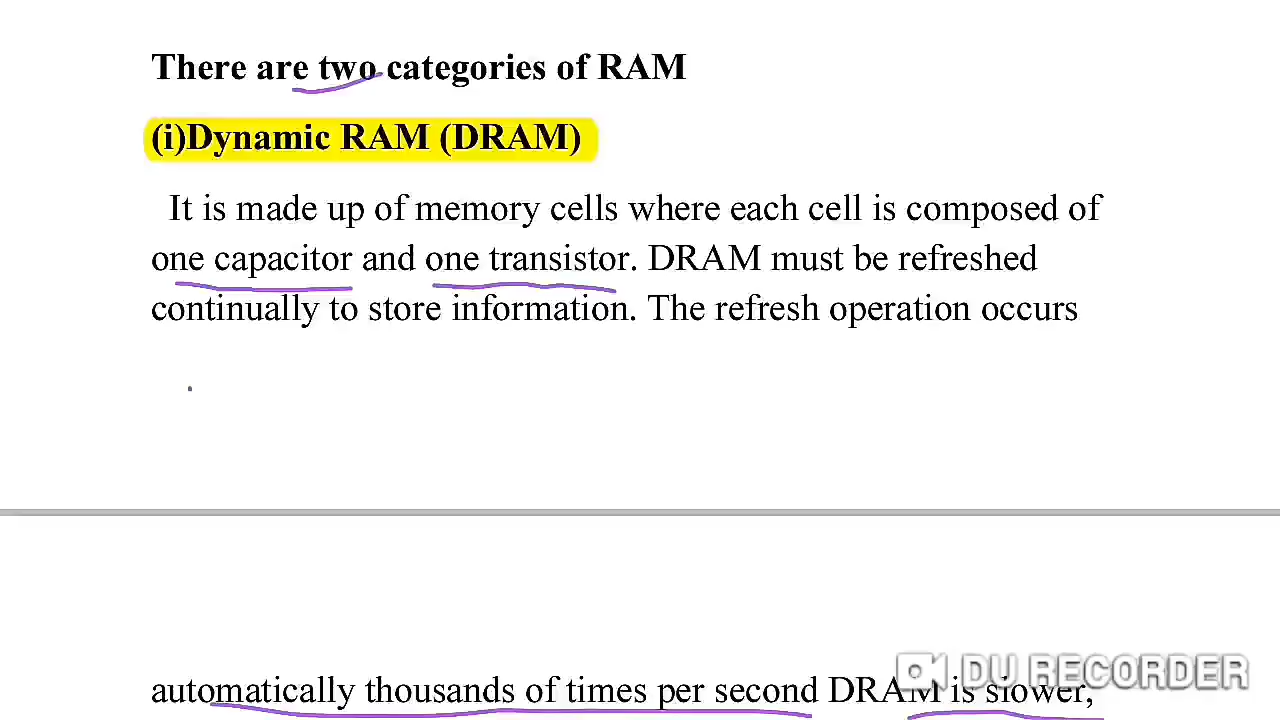 There are two categories of RAM
(i)Dynamic RAM (DRAM)
It is made up of memory cells where each cell is composed of
one capacitor and one transistor. DRAM must be refreshed
continually to store information. The refresh operation occurs
automatically thousands of times per second DRAM is slower,
DU RECORDER